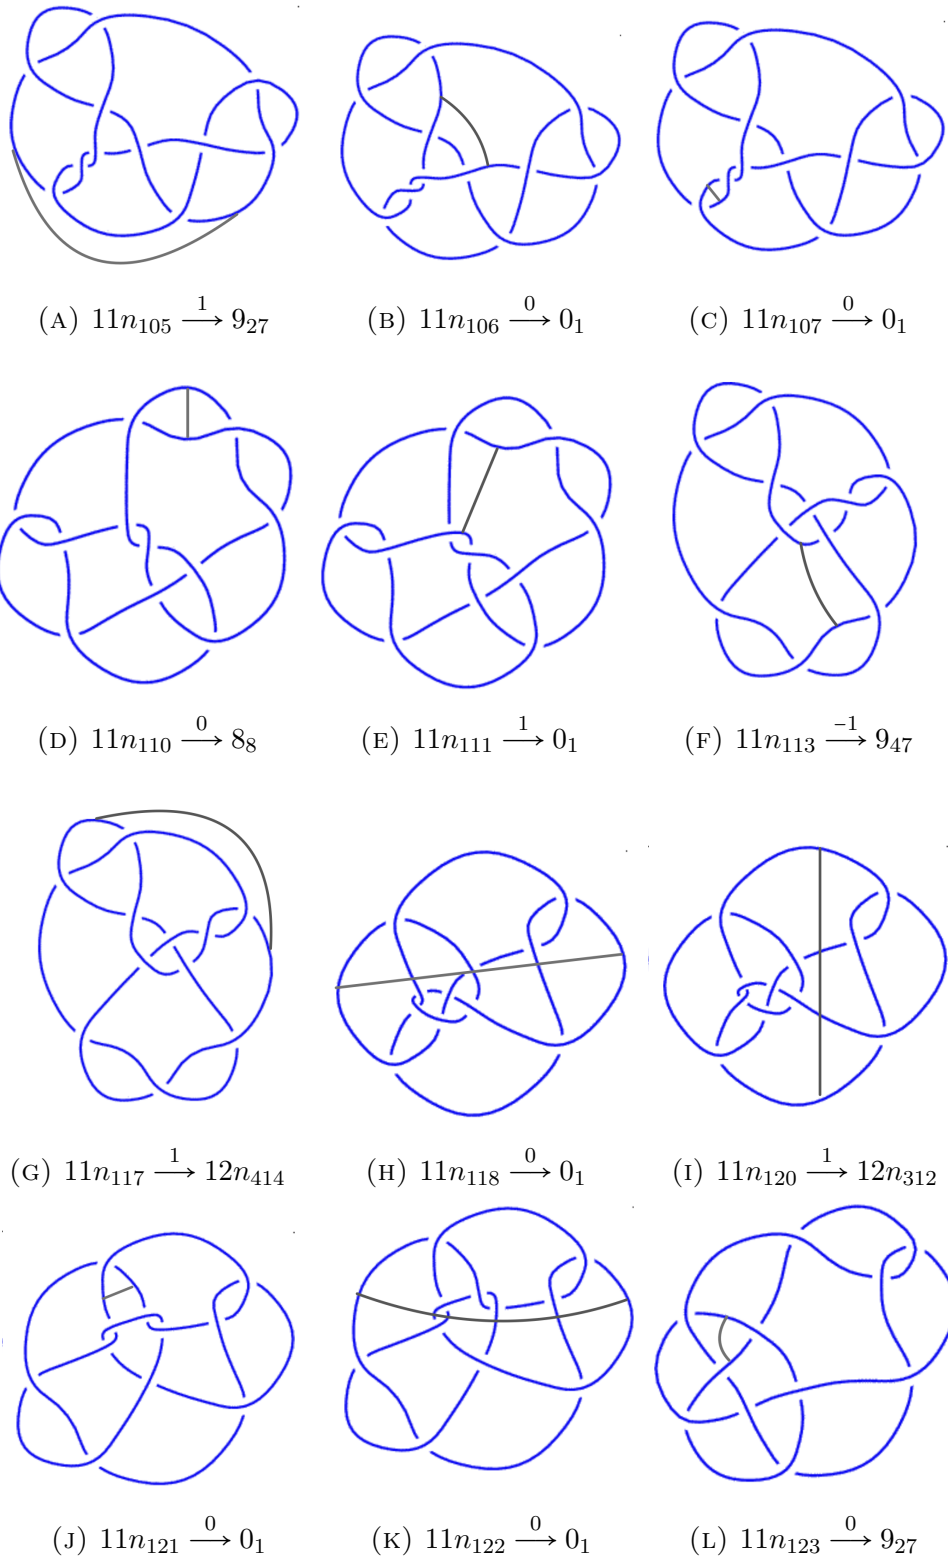 (A) 11n₁₀₅ —1→ 9₂₇
(B) 11n₁₀₆ —0→ 0₁
(C) 11n₁₀₇ —0→ 0₁
(D) 11n₁₁₀ —0→ 8₈
(E) 11n₁₁₁ —1→ 0₁
(F) 11n₁₁₃ —-1→ 9₄₇
(G) 11n₁₁₇ —1→ 12n₄₁₄
(H) 11n₁₁₈ —0→ 0₁
(I) 11n₁₂₀ —1→ 12n₃₁₂
(J) 11n₁₂₁ —0→ 0₁
(K) 11n₁₂₂ —0→ 0₁
(L) 11n₁₂₃ —0→ 9₂₇